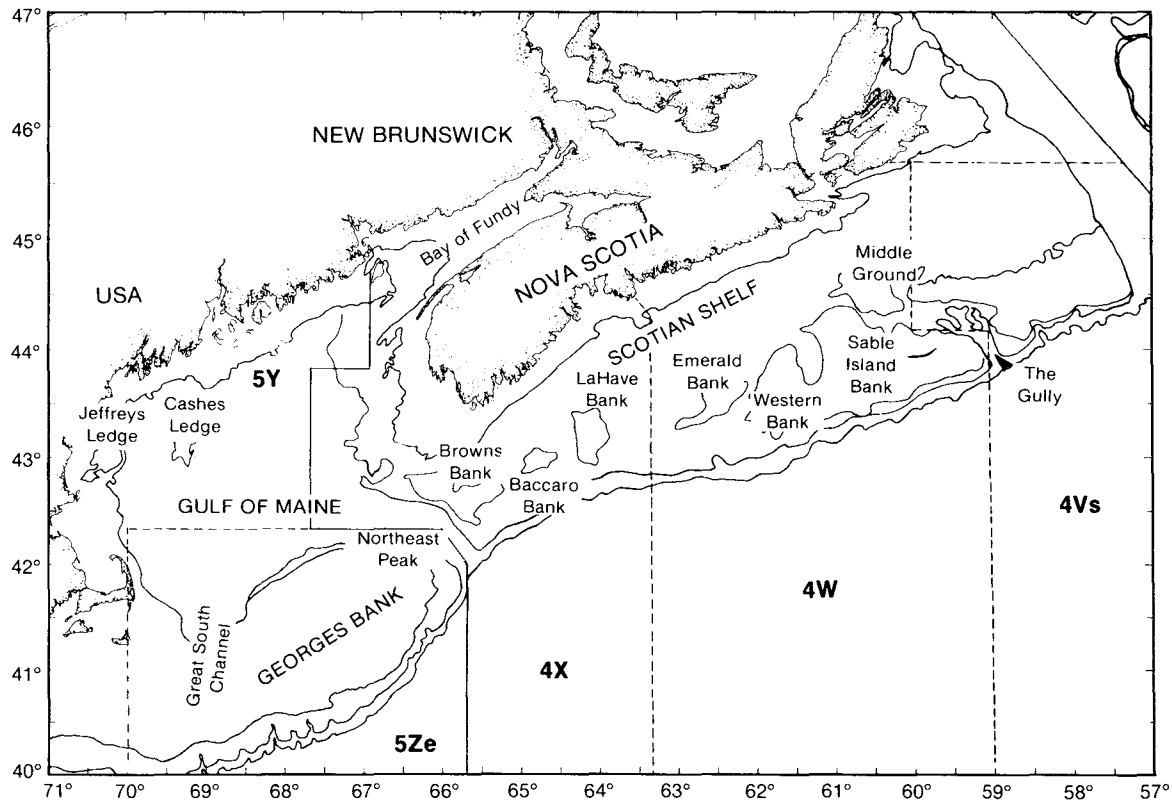 47°
46°
45°
44°
43°
42°
41°
40°
71° 70° 69° 68° 67° 66° 65° 64° 63° 62° 61° 60° 59° 58° 57°
NEW BRUNSWICK
Bay of Fundy
NOVA SCOTIA
USA
Middle
Ground?
SCOTIAN SHELF
Sable
Island
Bank
The
Gully
Emerald
Bank
LaHave
Bank
Western
Bank
5Y
Jeffreys
Ledge
Cashes
Ledge
Browns
Bank
Baccaro
Bank
GULF OF MAINE
Northeast
Peak
4Vs
4W
GEORGES BANK
Great South
Channel
4X
5Ze